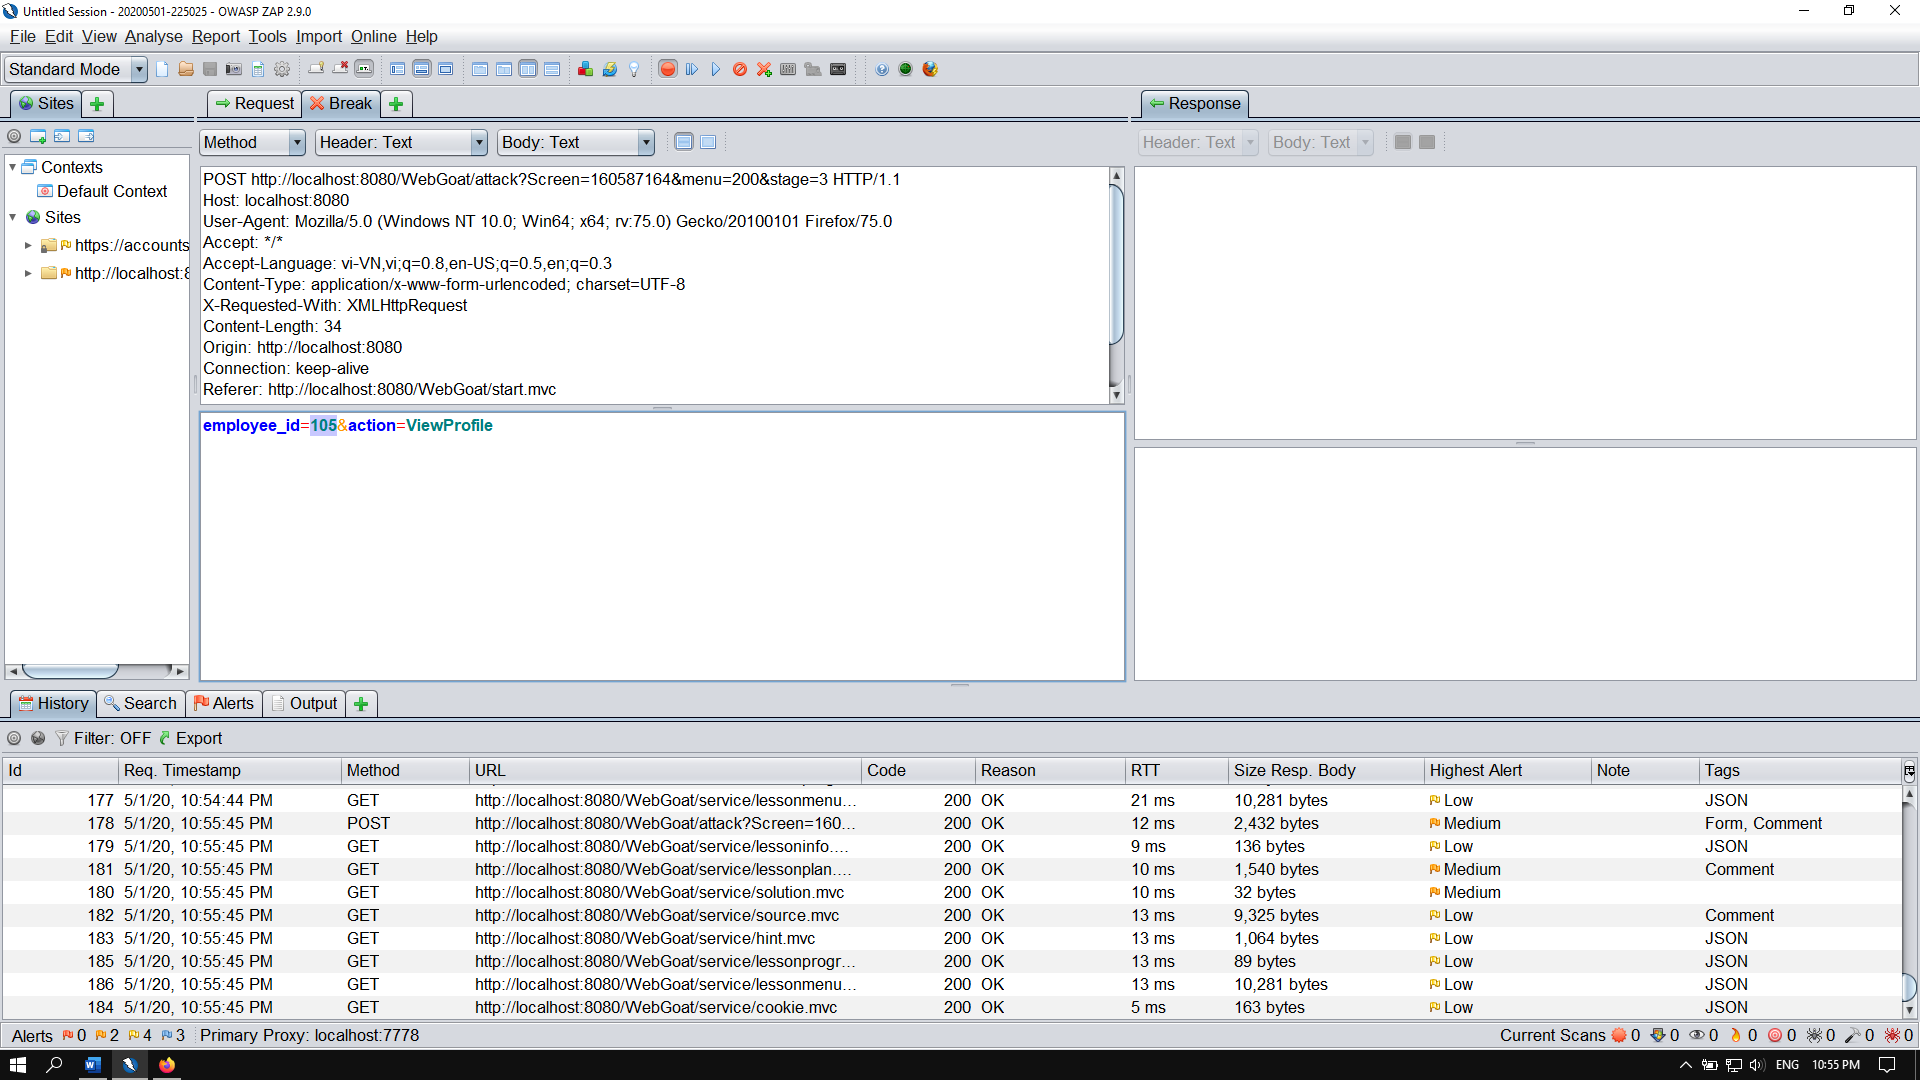 Untitled Session - 20200501-225025 - OWASP ZAP 2.9.0
File Edit View Analyse Report Tools Import Online Help
Standard Mode
Sites
Request Break
Response
Method Header: Text Body: Text
Header: Text Body: Text
Contexts
Default Context
Sites
https://accounts
http://localhost:8
POST http://localhost:8080/WebGoat/attack?Screen=160587164&menu=200&stage=3 HTTP/1.1
Host: localhost:8080
User-Agent: Mozilla/5.0 (Windows NT 10.0; Win64; x64; rv:75.0) Gecko/20100101 Firefox/75.0
Accept: */*
Accept-Language: vi-VN,vi;q=0.8,en-US;q=0.5,en;q=0.3
Content-Type: application/x-www-form-urlencoded; charset=UTF-8
X-Requested-With: XMLHttpRequest
Content-Length: 34
Origin: http://localhost:8080
Connection: keep-alive
Referer: http://localhost:8080/WebGoat/start.mvc
employee_id=105&action=ViewProfile
History Search Alerts Output
Filter: OFF Export
Id Req. Timestamp Method URL Code Reason RTT Size Resp. Body Highest Alert Note Tags
177 5/1/20, 10:54:44 PM GET http://localhost:8080/WebGoat/service/lessonmenu... 200 OK 21 ms 10,281 bytes Low JSON
178 5/1/20, 10:55:45 PM POST http://localhost:8080/WebGoat/attack?Screen=160... 200 OK 12 ms 2,432 bytes Medium Form, Comment
179 5/1/20, 10:55:45 PM GET http://localhost:8080/WebGoat/service/lessoninfo.... 200 OK 9 ms 136 bytes Low JSON
181 5/1/20, 10:55:45 PM GET http://localhost:8080/WebGoat/service/lessonplan.... 200 OK 10 ms 1,540 bytes Medium Comment
180 5/1/20, 10:55:45 PM GET http://localhost:8080/WebGoat/service/solution.mvc 200 OK 10 ms 32 bytes Medium
182 5/1/20, 10:55:45 PM GET http://localhost:8080/WebGoat/service/source.mvc 200 OK 13 ms 9,325 bytes Low Comment
183 5/1/20, 10:55:45 PM GET http://localhost:8080/WebGoat/service/hint.mvc 200 OK 13 ms 1,064 bytes Low JSON
185 5/1/20, 10:55:45 PM GET http://localhost:8080/WebGoat/service/lessonprogr... 200 OK 13 ms 89 bytes Low JSON
186 5/1/20, 10:55:45 PM GET http://localhost:8080/WebGoat/service/lessonmenu... 200 OK 13 ms 10,281 bytes Low JSON
184 5/1/20, 10:55:45 PM GET http://localhost:8080/WebGoat/service/cookie.mvc 200 OK 5 ms 163 bytes Low JSON
Alerts 0 2 4 3 Primary Proxy: localhost:7778 Current Scans 0 0 0 0 0 0 0 0
ENG 10:55 PM